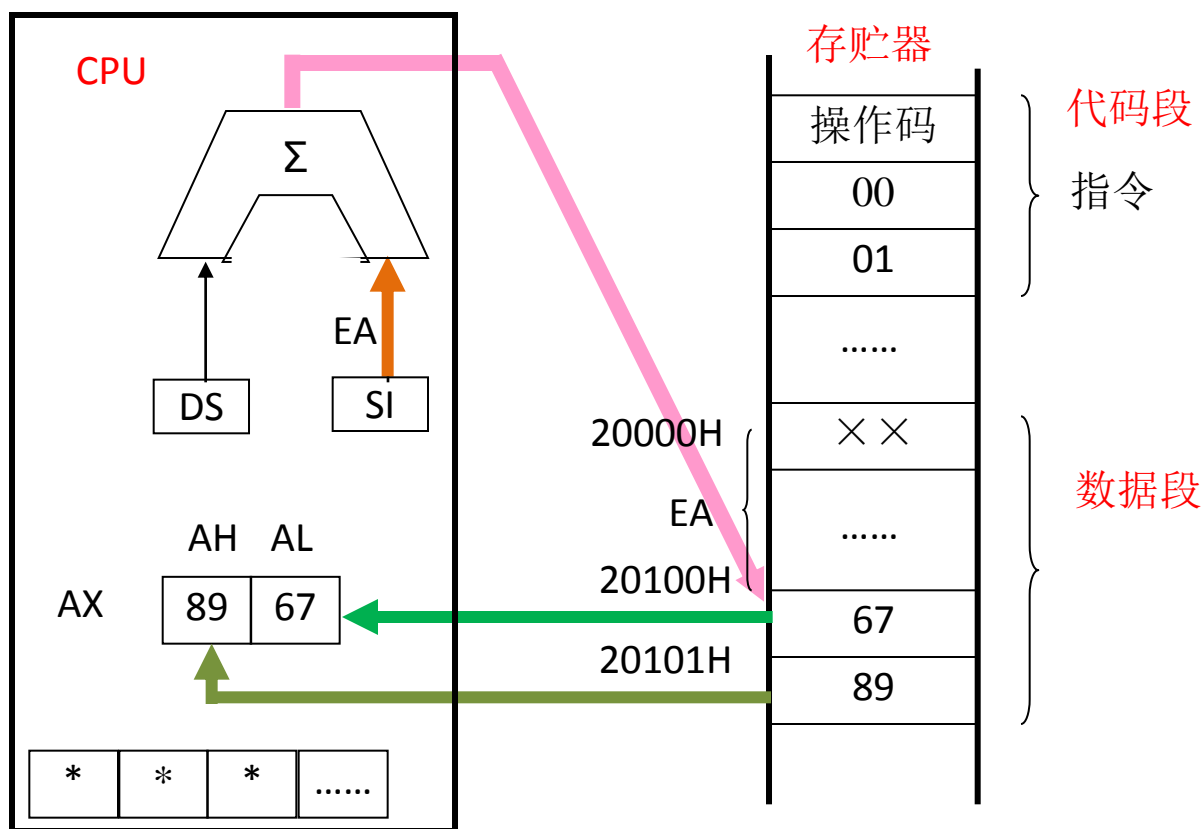 CPU
Σ
EA
DS
SI
AH AL
AX
89 67
* * * ……
存贮器
操作码
00
01
……
××
……
67
89
20000H
EA
20100H
20101H
代码段
指令
数据段